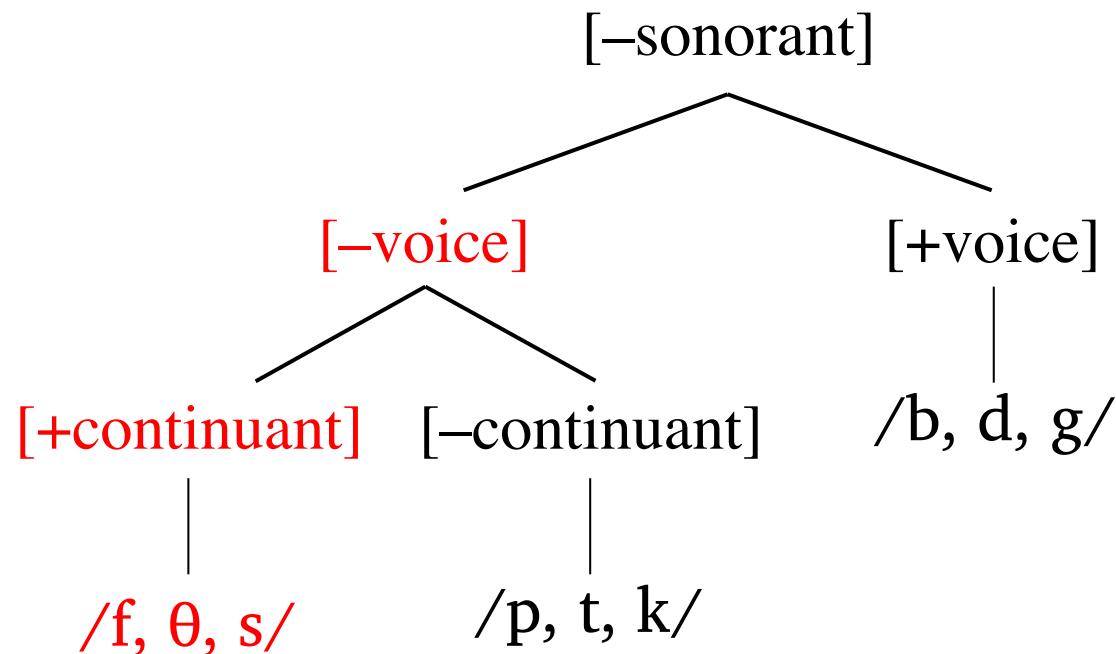 [–sonorant]
[–voice] [+voice]
[+continuant] [–continuant] /b, d, g/
/f, θ, s/ /p, t, k/